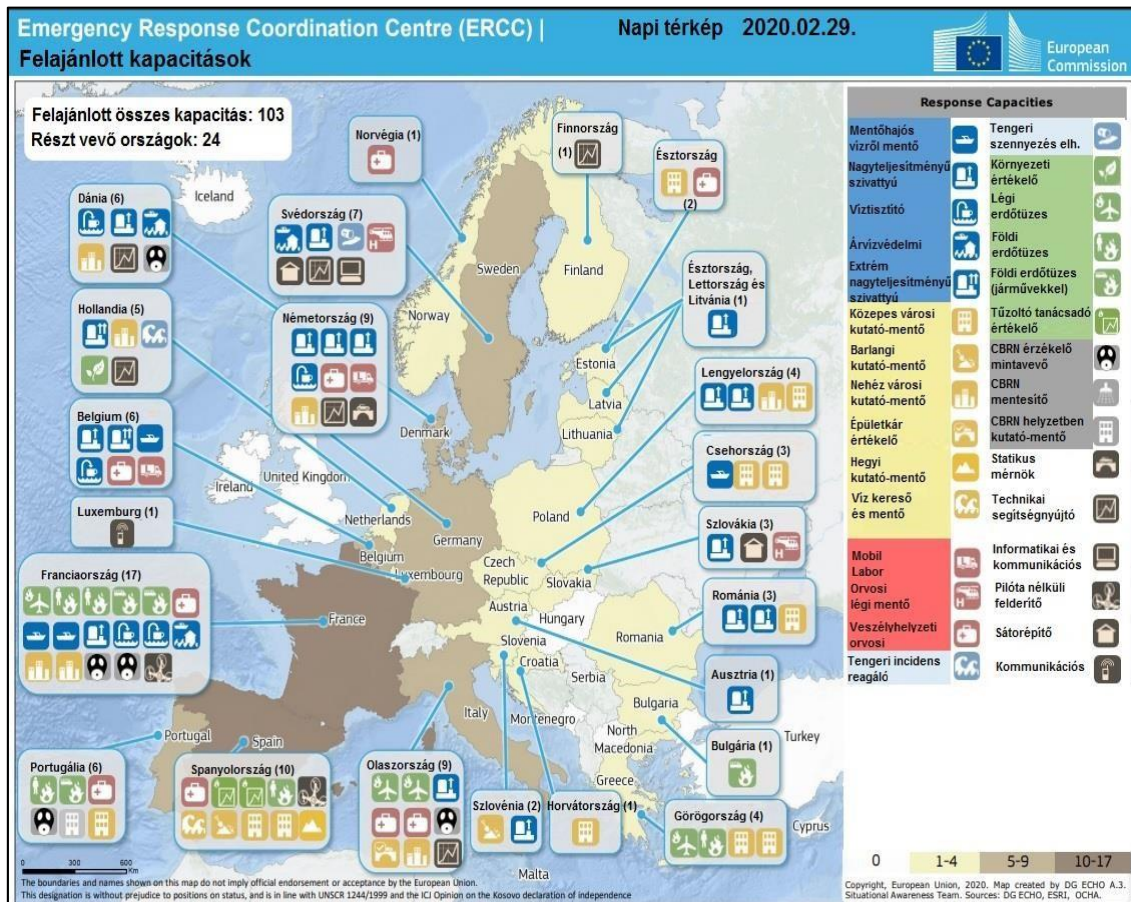 Emergency Response Coordination Centre (ERCC) |
Napi térkép 2020.02.29.
Felajánlott kapacitások
European
Commission
Felajánlott összes kapacitás: 103
Részt vevő országok: 24
Iceland
Norvégia (1)
Finnország
(1)
Észtország
(2)
Dánia (6)
Svédország (7)
Sweden
Finland
Norway
Észtország,
Lettország és
Litvánia (1)
Hollandia (5)
Németország (9)
Estonia
Latvia
Lithuania
Lengyelország (4)
Denmark
Belgium (6)
Csehország (3)
United Kingdom
Ireland
Netherlands
Poland
Germany
Luxemburg (1)
Belgium
Luxembourg
Czech
Republic
Slovakia
Szlovákia (3)
Franciaország (17)
France
Austria
Hungary
Slovenia
Romania
Románia (3)
Croatia
Serbia
Ausztria (1)
Italy
Montenegro
Bulgaria
North
Macedonia
Turkey
Portugal
Spain
Greece
Bulgária (1)
Portugália (6)
Spanyolország (10)
Olaszország (9)
Szlovénia (2)
Horvátország (1)
Görögország (4)
Cyprus
Malta
0 300 600
Km
The boundaries and names shown on this map do not imply official endorsement or acceptance by the European Union.
This designation is without prejudice to positions on status, and is in line with UNSCR 1244/1999 and the ICJ Opinion on the Kosovo declaration of independence
Response Capacities
Mentőhajós
vízről mentő
Nagyteljesítményű
szivattyú
Víztisztító
Árvízvédelmi
Extrém
nagyteljesítményű
szivattyú
Közepes városi
kutató-mentő
Barlangi
kutató-mentő
Nehéz városi
kutató-mentő
Épületkár
értékelő
Hegyi
kutató-mentő
Víz kereső
és mentő
Mobil
Labor
Orvosi
légi mentő
Veszélyhelyzeti
orvosi
Tengeri incidens
reagáló
Tengeri
szennyezés elh.
Környezeti
értékelő
Légi
erdőtüzes
Földi
erdőtüzes
Földi erdőtüzes
(járművekkel)
Tűzoltó tanácsadó
értékelő
CBRN érzékelő
mintavevő
CBRN
mentesítő
CBRN helyzetben
kutató-mentő
Statikus
mérnök
Technikai
segítségnyújtó
Informatikai és
kommunikációs
Pilóta nélküli
felderítő
Sátorépítő
Kommunikációs
0 1-4 5-9 10-17
Copyright, European Union, 2020. Map created by DG ECHO A.3.
Situational Awareness Team. Sources: DG ECHO, ESRI, OCHA.